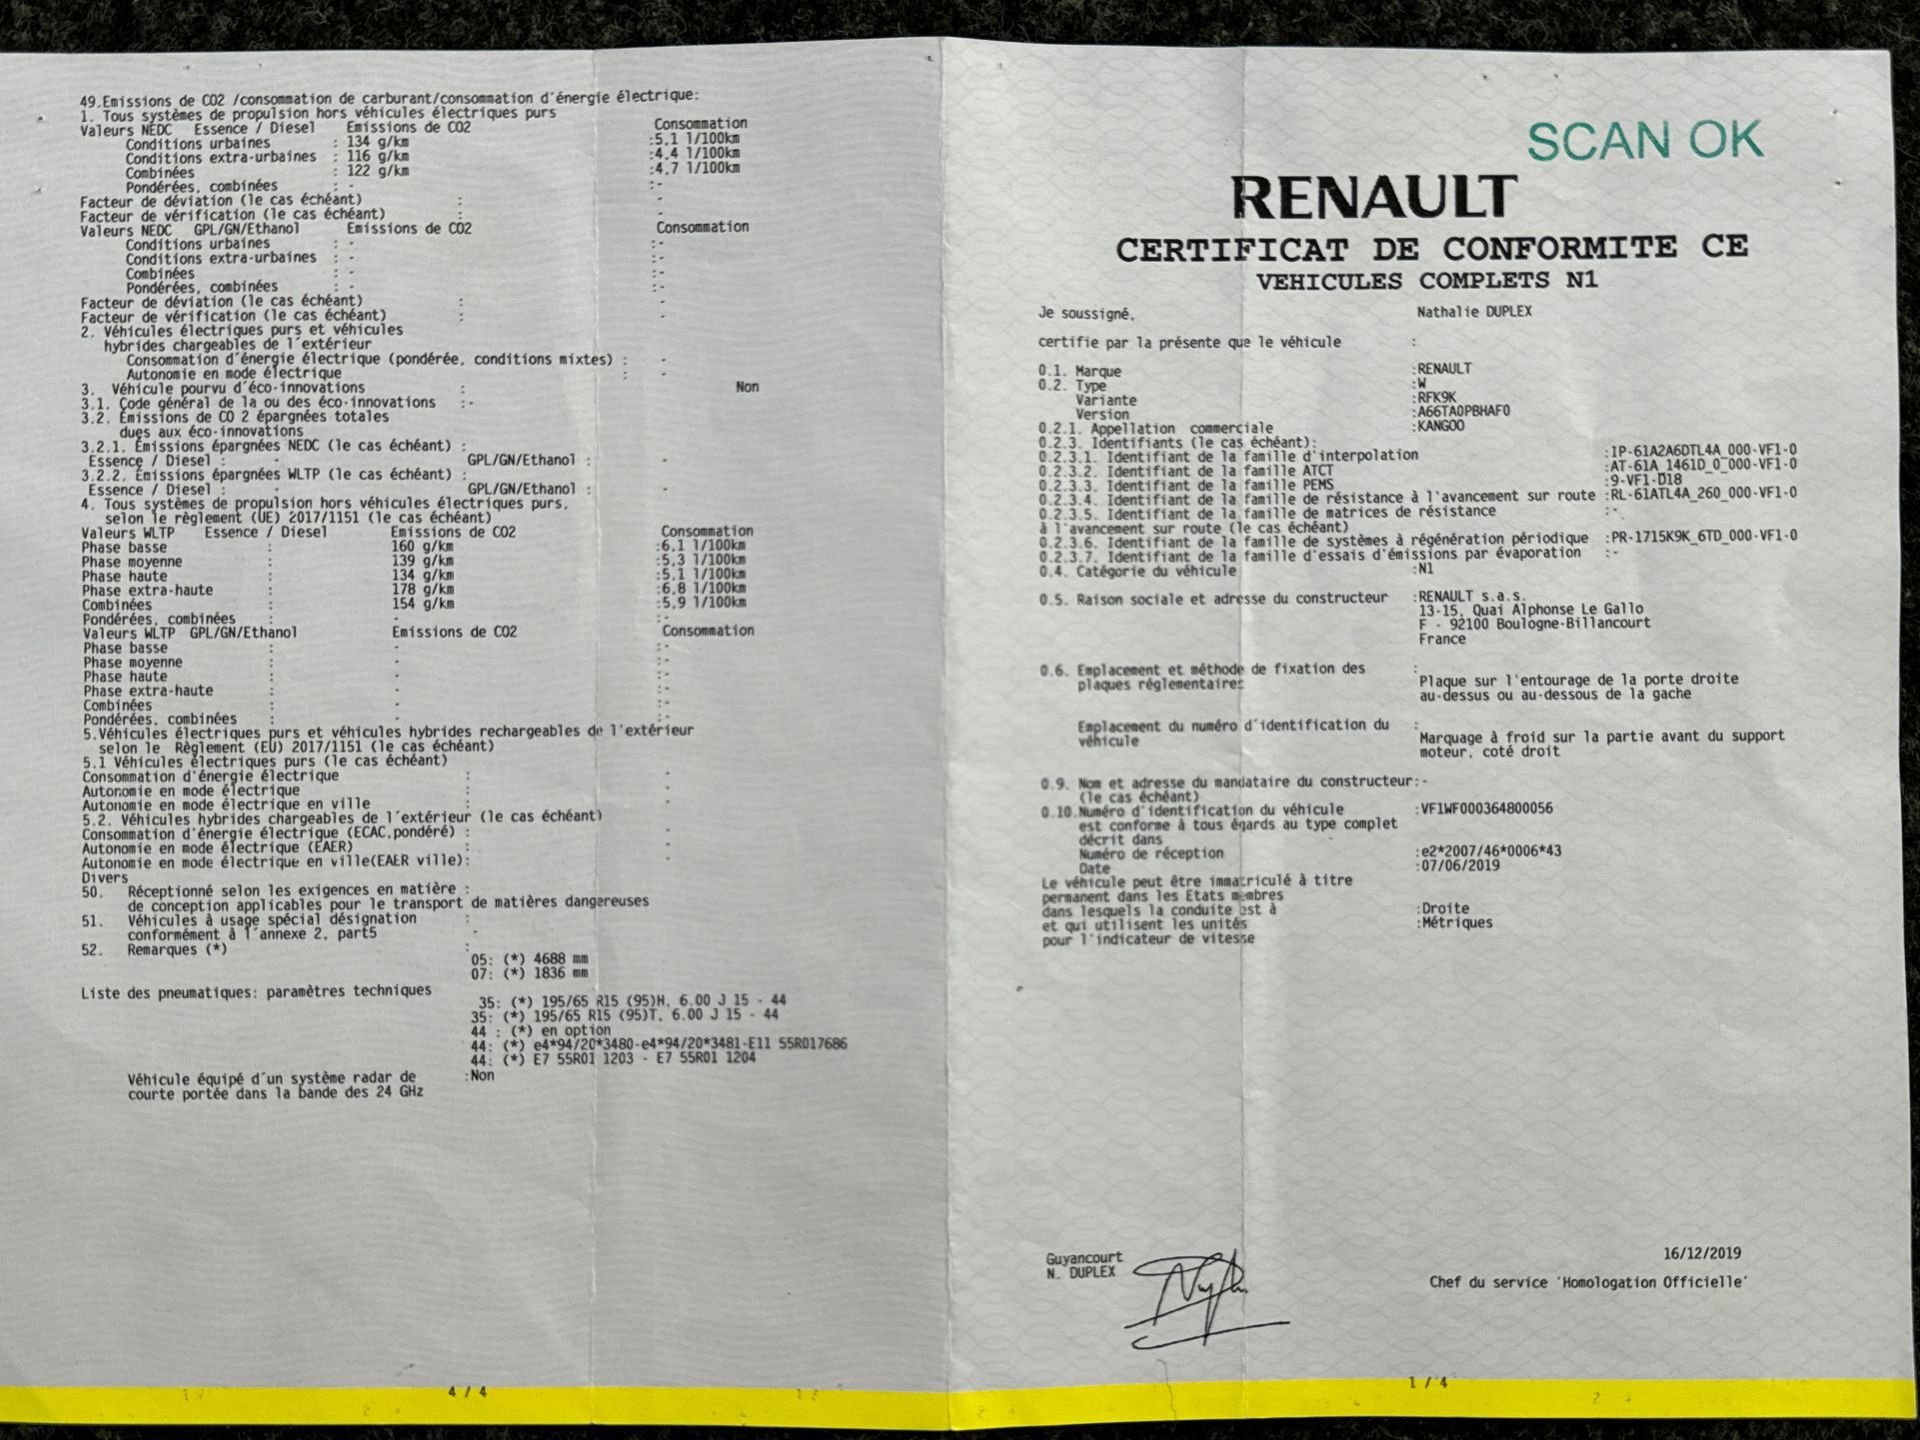 49.Emissions de CO2 /consommation de carburant/consommation d'énergie électrique:
1. Tous systèmes de propulsion hors véhicules électriques purs
Valeurs NEDC Essence / Diesel Emissions de CO2 Consommation
Conditions urbaines : 134 g/km :5.1 l/100km
Conditions extra-urbaines : 116 g/km :4.4 l/100km
Combinées : 122 g/km :4.7 l/100km
Pondérées, combinées : - :-
Facteur de déviation (le cas échéant) : -
Facteur de vérification (le cas échéant) : -
Valeurs NEDC GPL/GN/Ethanol Emissions de CO2 Consommation
Conditions urbaines : - :-
Conditions extra-urbaines : - :-
Combinées : - :-
Pondérées, combinées : - :-
Facteur de déviation (le cas échéant) : -
Facteur de vérification (le cas échéant) : -
2. Véhicules électriques purs et véhicules
hybrides chargeables de l'extérieur
Consommation d'énergie électrique (pondérée, conditions mixtes) : -
Autonomie en mode électrique : -
3. Véhicule pourvu d'éco-innovations : Non
3.1. Code général de la ou des éco-innovations :-
3.2. Émissions de CO 2 épargnées totales
dues aux éco-innovations
3.2.1. Émissions épargnées NEDC (le cas échéant) :
Essence / Diesel : - GPL/GN/Ethanol : -
3.2.2. Émissions épargnées WLTP (le cas échéant) :
Essence / Diesel : - GPL/GN/Ethanol : -
4. Tous systèmes de propulsion hors véhicules électriques purs,
selon le règlement (UE) 2017/1151 (le cas échéant)
Valeurs WLTP Essence / Diesel Emissions de CO2 Consommation
Phase basse : 160 g/km :6,1 l/100km
Phase moyenne : 139 g/km :5,3 l/100km
Phase haute : 134 g/km :5,1 l/100km
Phase extra-haute : 178 g/km :6,8 l/100km
Combinées : 154 g/km :5,9 l/100km
Pondérées, combinées : :-
Valeurs WLTP GPL/GN/Ethanol Emissions de CO2 Consommation
Phase basse : - :-
Phase moyenne : - :-
Phase haute : - :-
Phase extra-haute : - :-
Combinées : - :-
Pondérées, combinées : - :-
5.Véhicules électriques purs et véhicules hybrides rechargeables de l'extérieur
selon le Règlement (EU) 2017/1151 (le cas échéant)
5.1 Véhicules électriques purs (le cas échéant)
Consommation d'énergie électrique : -
Autonomie en mode électrique : -
Autonomie en mode électrique en ville : -
5.2. Véhicules hybrides chargeables de l'extérieur (le cas échéant)
Consommation d'énergie électrique (ECAC,pondéré) : -
Autonomie en mode électrique (EAER) : -
Autonomie en mode électrique en ville(EAER ville): -
Divers
50. Réceptionné selon les exigences en matière :
de conception applicables pour le transport de matières dangereuses
51. Véhicules à usage spécial désignation :
conformément à l'annexe 2, part5 -
52. Remarques (*) :
05: (*) 4688 mm
07: (*) 1836 mm
Liste des pneumatiques: paramètres techniques
35: (*) 195/65 R15 (95)H, 6.00 J 15 - 44
35: (*) 195/65 R15 (95)T, 6.00 J 15 - 44
44 : (*) en option
44: (*) e4*94/20*3480-e4*94/20*3481-E11 55R017686
44: (*) E7 55R01 1203 - E7 55R01 1204
Véhicule équipé d'un système radar de :Non
courte portée dans la bande des 24 GHz
4 / 4
SCAN OK
RENAULT
CERTIFICAT DE CONFORMITE CE
VEHICULES COMPLETS N1
Je soussigné, Nathalie DUPLEX
certifie par la présente que le véhicule :
0.1. Marque :RENAULT
0.2. Type :W
Variante :RFK9K
Version :A66TA0PBHAF0
0.2.1. Appellation commerciale :KANGOO
0.2.3. Identifiants (le cas échéant):
0.2.3.1. Identifiant de la famille d'interpolation :IP-61A2A6DTL4A_000-VF1-0
0.2.3.2. Identifiant de la famille ATCT :AT-61A_1461D_0_000-VF1-0
0.2.3.3. Identifiant de la famille PEMS :9-VF1-D18
0.2.3.4. Identifiant de la famille de résistance à l'avancement sur route :RL-61ATL4A_260_000-VF1-0
0.2.3.5. Identifiant de la famille de matrices de résistance :-
à l'avancement sur route (le cas échéant)
0.2.3.6. Identifiant de la famille de systèmes à régénération périodique :PR-1715K9K_6TD_000-VF1-0
0.2.3.7. Identifiant de la famille d'essais d'émissions par évaporation :-
0.4. Catégorie du véhicule :N1
0.5. Raison sociale et adresse du constructeur :RENAULT s.a.s.
13-15, Quai Alphonse Le Gallo
F - 92100 Boulogne-Billancourt
France
0.6. Emplacement et méthode de fixation des :
plaques réglementaires Plaque sur l'entourage de la porte droite
au-dessus ou au-dessous de la gache
Emplacement du numéro d'identification du :
véhicule Marquage à froid sur la partie avant du support
moteur, coté droit
0.9. Nom et adresse du mandataire du constructeur:-
(le cas échéant)
0.10.Numéro d'identification du véhicule :VF1WF000364800056
est conforme à tous égards au type complet
décrit dans
Numéro de réception :e2*2007/46*0006*43
Date :07/06/2019
Le véhicule peut être immatriculé à titre
permanent dans les Etats membres
dans lesquels la conduite est à :Droite
et qui utilisent les unités :Métriques
pour l'indicateur de vitesse
Guyancourt 16/12/2019
N. DUPLEX
Chef du service 'Homologation Officielle'
1 / 4